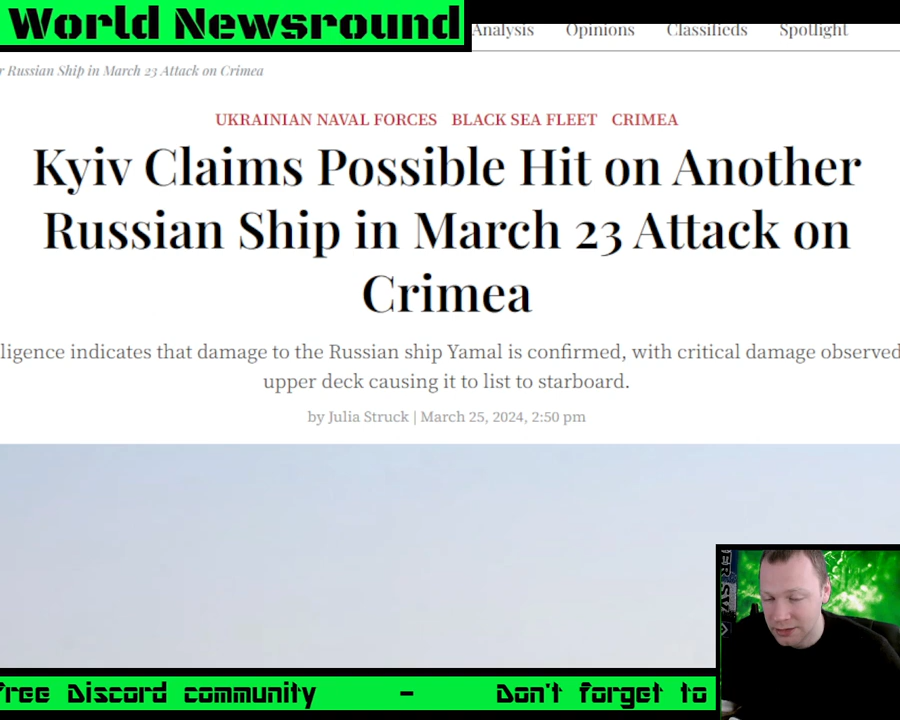 World Newsround
Analysis Opinions Classifieds Spotlight
r Russian Ship in March 23 Attack on Crimea
UKRAINIAN NAVAL FORCES BLACK SEA FLEET CRIMEA
Kyiv Claims Possible Hit on Another
Russian Ship in March 23 Attack on
Crimea
lligence indicates that damage to the Russian ship Yamal is confirmed, with critical damage observed
upper deck causing it to list to starboard.
by Julia Struck | March 25, 2024, 2:50 pm
free Discord community - Don't forget to